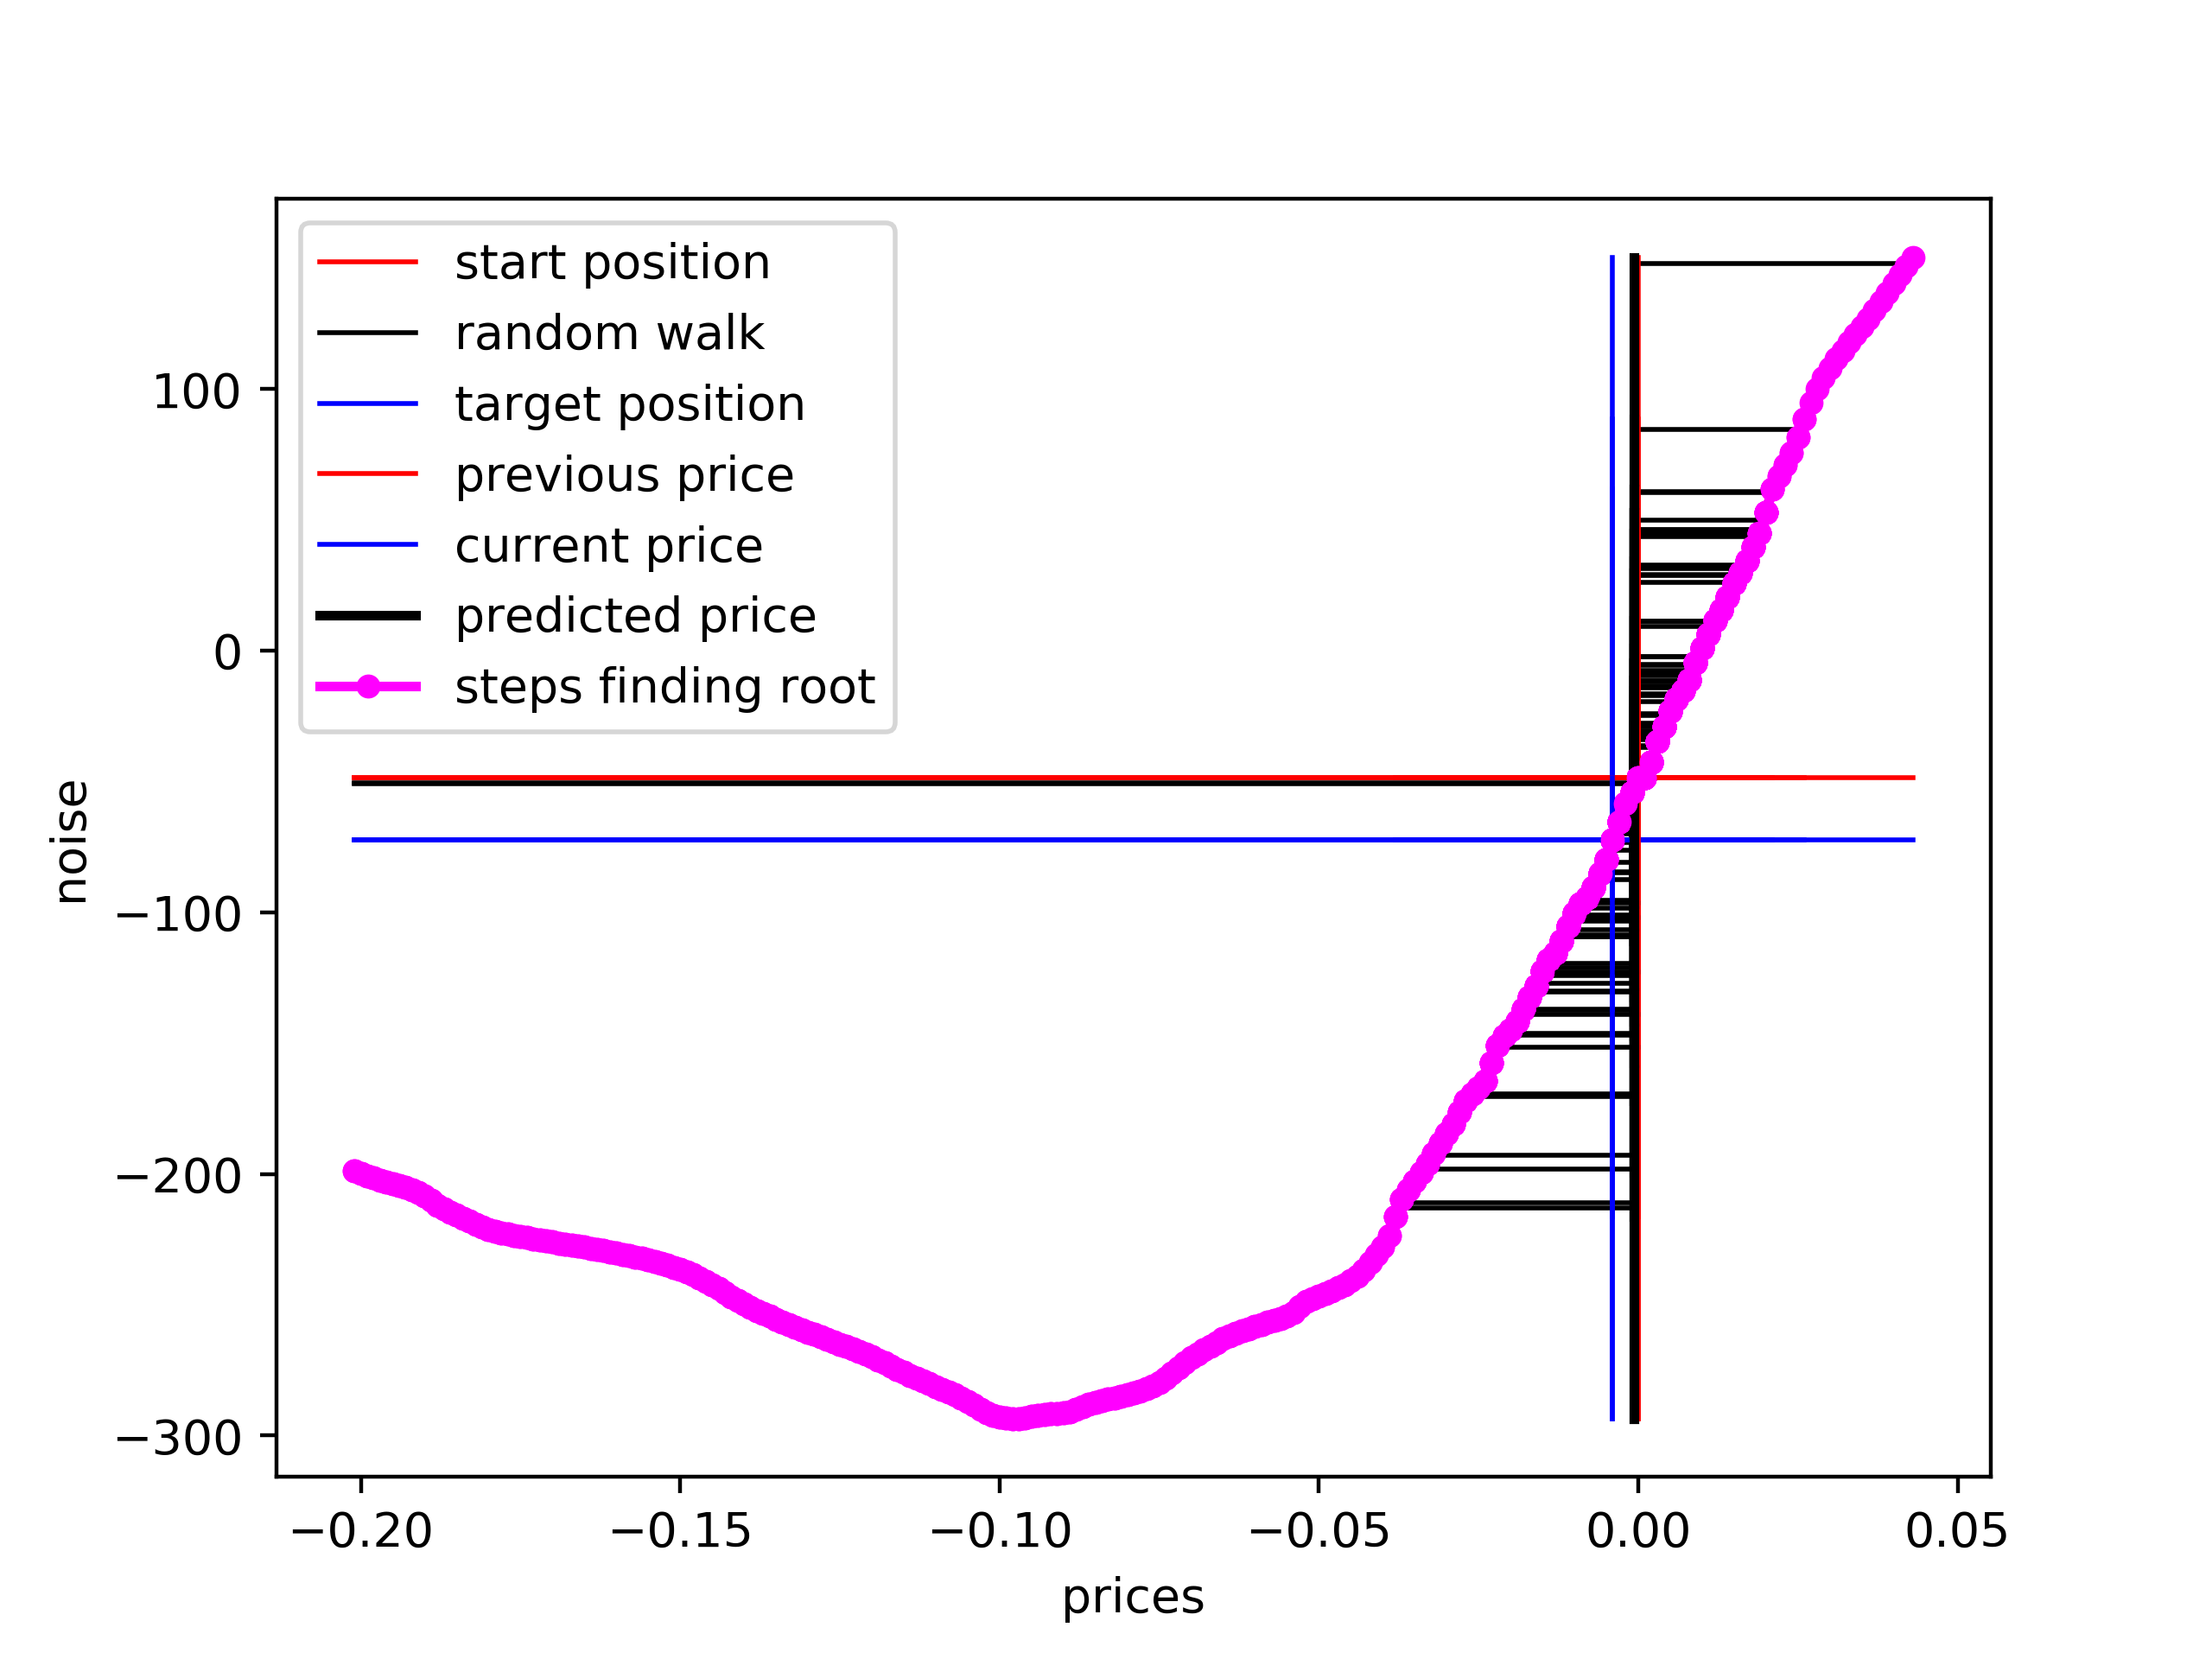 start position
random walk
target position
previous price
current price
predicted price
steps finding root
100
0
−100
−200
−300
noise
−0.20
−0.15
−0.10
−0.05
0.00
0.05
prices